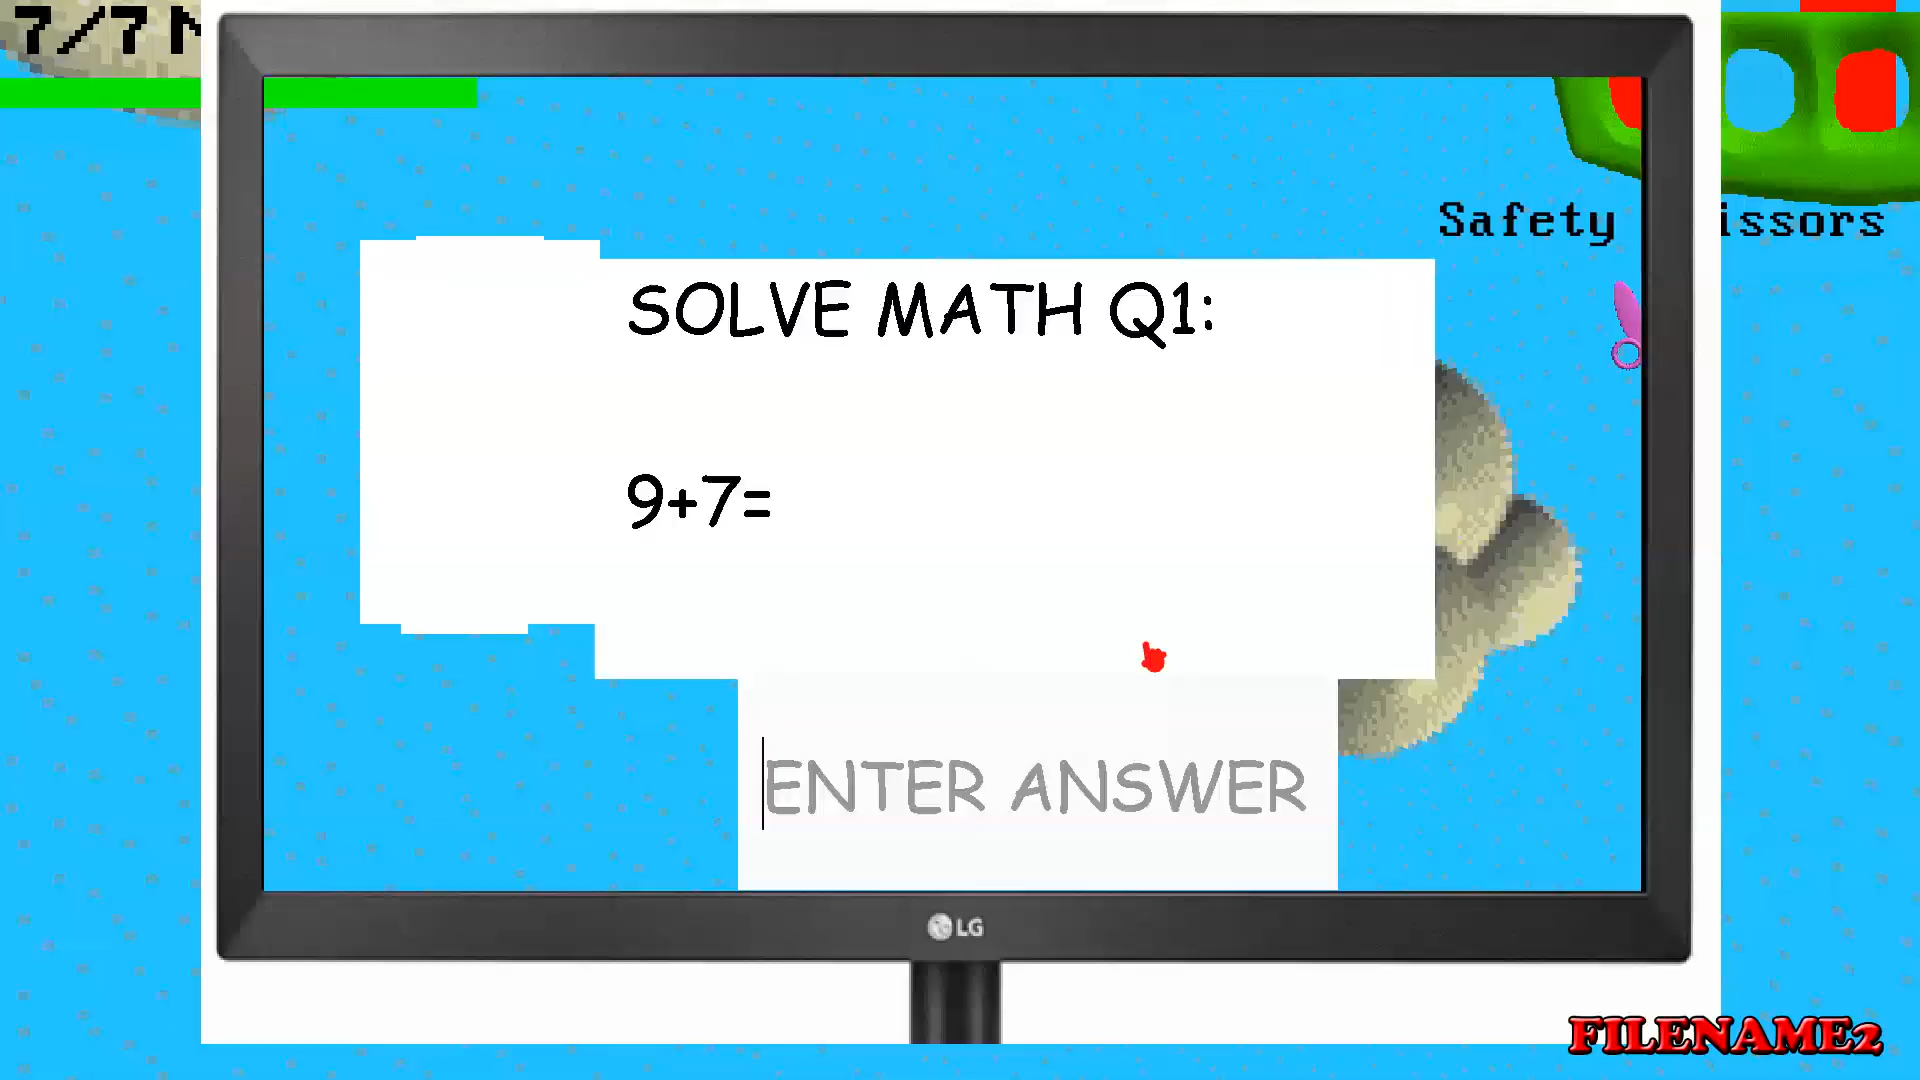 7/7 N
Safety issors
SOLVE MATH Q1:
9+7=
ENTER ANSWER
LG
FILENAME2